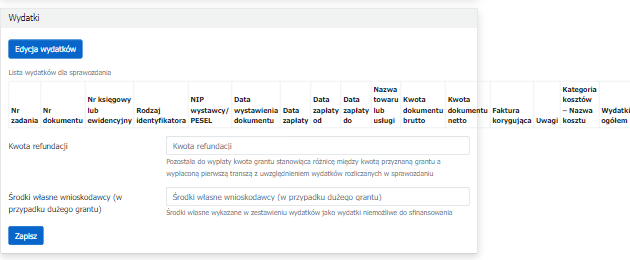 Wydatki
Edycja wydatków
Lista wydatków dla sprawozdania
Nr zadania
Nr dokumentu
Nr księgowy lub ewidencyjny
Rodzaj identyfikatora
NIP wystawcy/ PESEL
Data wystawienia dokumentu
Data zapłaty
Data zapłaty od
Data zapłaty do
Nazwa towaru lub usługi
Kwota dokumentu brutto
Kwota dokumentu netto
Faktura korygująca
Uwagi
Kategoria kosztów – Nazwa kosztu
Wydatki ogółem
Kwota refundacji
Kwota refundacji
Pozostała do wypłaty kwota grantu stanowiąca różnicę między kwotą przyznaną grantu a
wypłaconą pierwszą transzą z uwzględnieniem wydatków rozliczanych w sprawozdaniu
Środki własne wnioskodawcy (w
przypadku dużego grantu)
Środki własne wnioskodawcy (w przypadku dużego grantu)
Środki własne wykazane w zestawieniu wydatków jako wydatki niemożliwe do sfinansowania
Zapisz